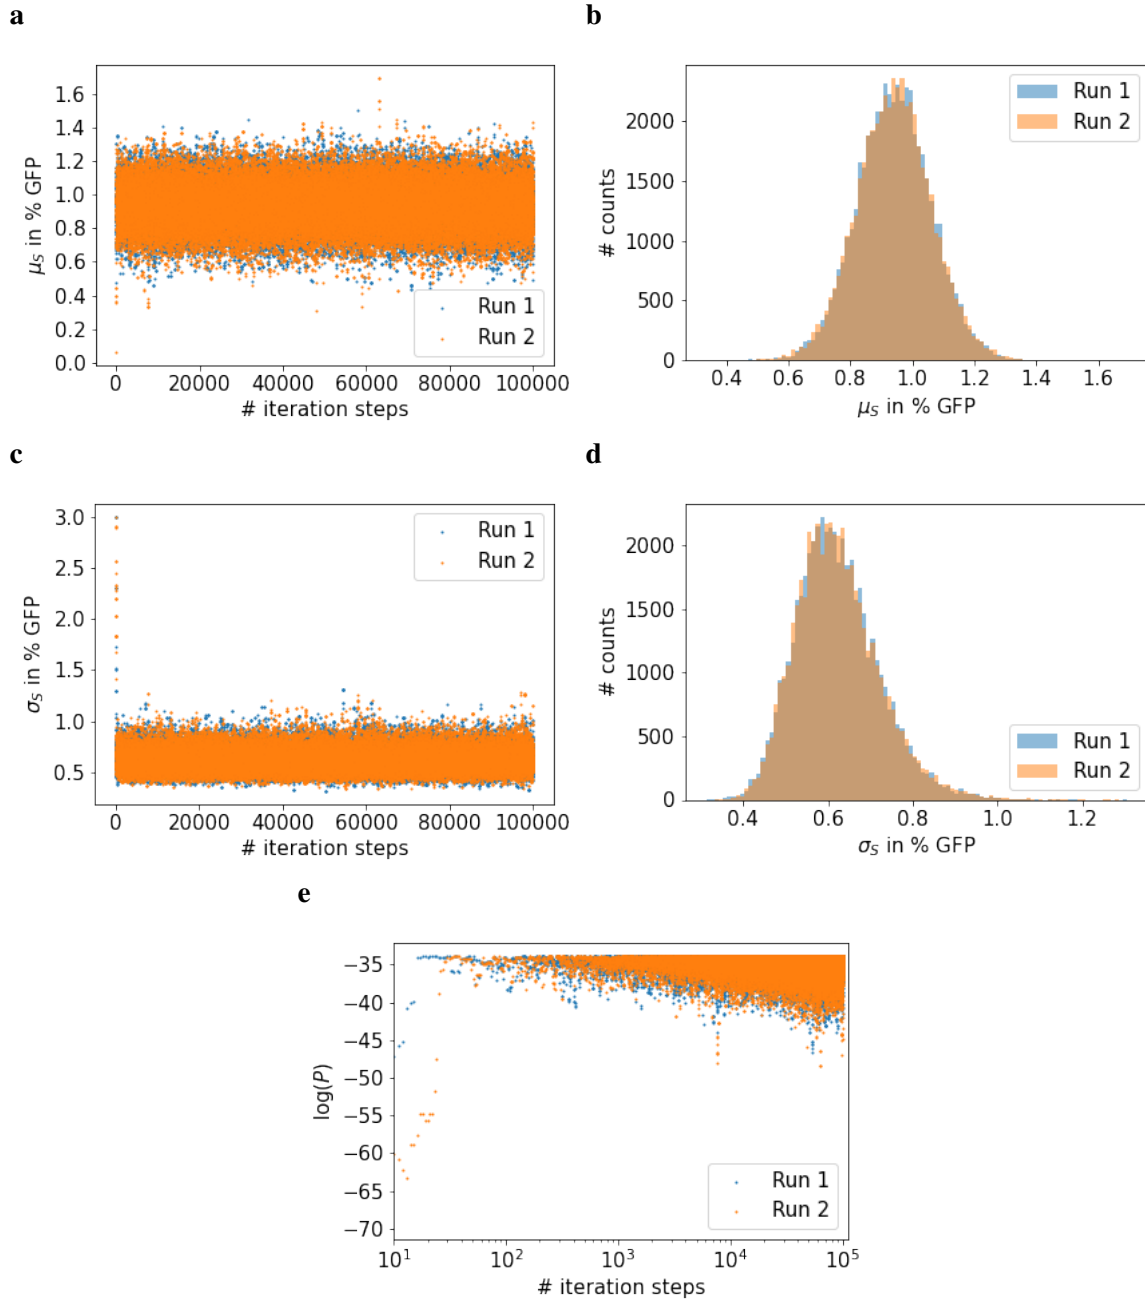 a
1.6
1.4
1.2
1.0
0.8
0.6
0.4
0.2
0.0
μS in % GFP
Run 1
Run 2
0 20000 40000 60000 80000 100000
# iteration steps
b
2000
1500
1000
500
0
# counts
Run 1
Run 2
0.4 0.6 0.8 1.0 1.2 1.4 1.6
μS in % GFP
c
3.0
2.5
2.0
1.5
1.0
0.5
σS in % GFP
Run 1
Run 2
0 20000 40000 60000 80000 100000
# iteration steps
d
2000
1500
1000
500
0
# counts
Run 1
Run 2
0.4 0.6 0.8 1.0 1.2
σS in % GFP
e
−35
−40
−45
−50
−55
−60
−65
−70
log(P)
Run 1
Run 2
10¹ 10² 10³ 10⁴ 10⁵
# iteration steps